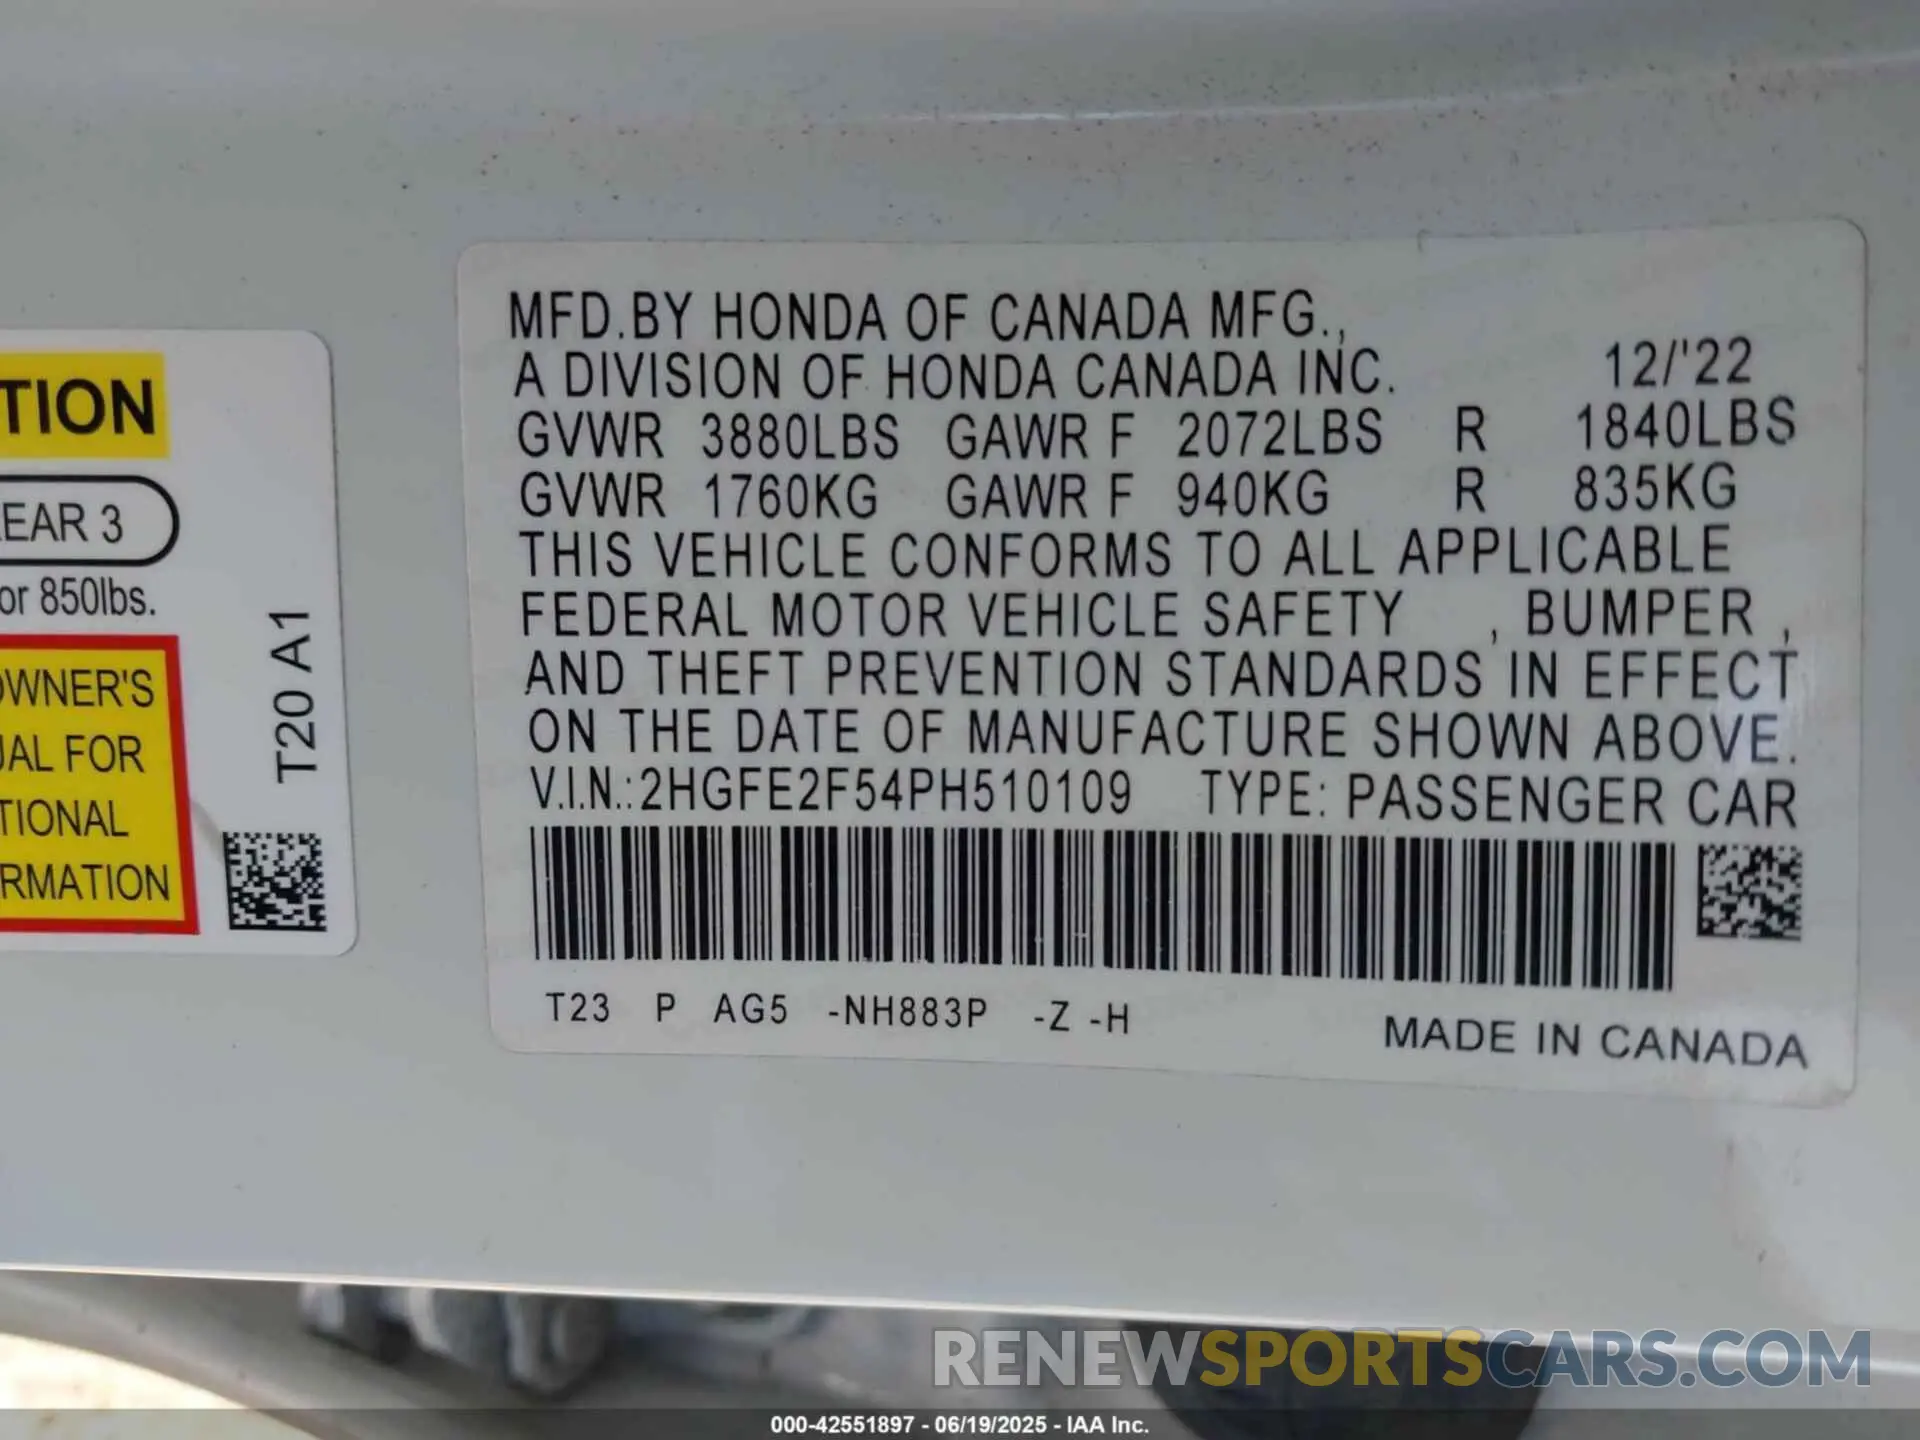 TION
EAR 3
or 850lbs.
OWNER'S
UAL FOR
TIONAL
RMATION
T20 A1
MFD.BY HONDA OF CANADA MFG.,
A DIVISION OF HONDA CANADA INC. 12/'22
GVWR 3880LBS GAWR F 2072LBS R 1840LBS
GVWR 1760KG GAWR F 940KG R 835KG
THIS VEHICLE CONFORMS TO ALL APPLICABLE
FEDERAL MOTOR VEHICLE SAFETY , BUMPER ,
AND THEFT PREVENTION STANDARDS IN EFFECT
ON THE DATE OF MANUFACTURE SHOWN ABOVE.
V.I.N.:2HGFE2F54PH510109 TYPE: PASSENGER CAR
T23 P AG5 -NH883P -Z -H
MADE IN CANADA
RENEWSPORTSCARS.COM
000-42551897 - 06/19/2025 - IAA Inc.